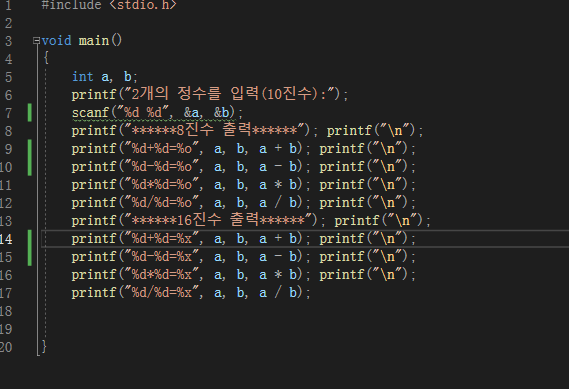 1 #include <stdio.h>
2
3 void main()
4 {
5 int a, b;
6 printf("2개의 정수를 입력(10진수):");
7 scanf("%d %d", &a, &b);
8 printf("******8진수 출력******"); printf("\n");
9 printf("%d+%d=%o", a, b, a + b); printf("\n");
10 printf("%d-%d=%o", a, b, a - b); printf("\n");
11 printf("%d*%d=%o", a, b, a * b); printf("\n");
12 printf("%d/%d=%o", a, b, a / b); printf("\n");
13 printf("******16진수 출력******"); printf("\n");
14 printf("%d+%d=%x", a, b, a + b); printf("\n");
15 printf("%d-%d=%x", a, b, a - b); printf("\n");
16 printf("%d*%d=%x", a, b, a * b); printf("\n");
17 printf("%d/%d=%x", a, b, a / b);
18
19
20 }